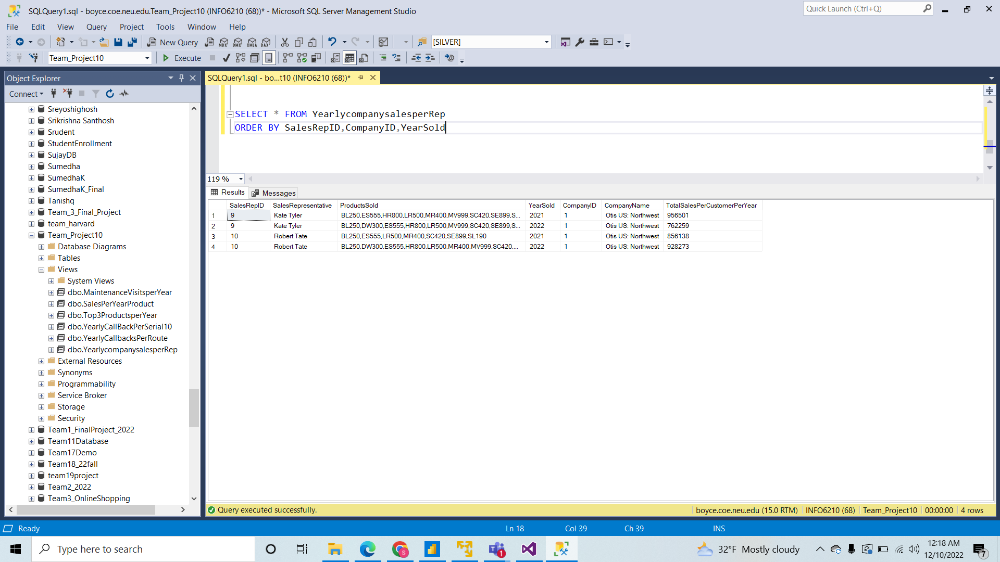 SQLQuery1.sql - boyce.coe.neu.edu.Team_Project10 (INFO6210 (68))* - Microsoft SQL Server Management Studio
Quick Launch (Ctrl+Q)
File Edit View Query Project Tools Window Help
New Query MDX DMX XMLA DAX [SILVER]
Team_Project10 Execute
Object Explorer
Connect
Sreyoshighosh
Srikrishna Santhosh
Srudent
StudentEnrollment
SujayDB
Sumedha
SumedhaK
SumedhaK_Final
Tanishq
Team_3_Final_Project
team_harvard
Team_Project10
Database Diagrams
Tables
Views
System Views
dbo.MaintenanceVisitsperYear
dbo.SalesPerYearProduct
dbo.Top3ProductsperYear
dbo.YearlyCallBackPerSerial10
dbo.YearlyCallbacksPerRoute
dbo.YearlycompanysalesperRep
External Resources
Synonyms
Programmability
Service Broker
Storage
Security
Team1_FinalProject_2022
Team11Database
Team17Demo
Team18_22fall
team19project
Team2_2022
Team3_OnlineShopping
SQLQuery1.sql - bo...t10 (INFO6210 (68))*
SELECT * FROM YearlycompanysalesperRep
ORDER BY SalesRepID,CompanyID,YearSold
119 %
Results Messages
SalesRepID SalesRepresentative ProductsSold YearSold CompanyID CompanyName TotalSalesPerCustomerPerYear
1 9 Kate Tyler BL250,ES555,HR800,LR500,MR400,MV999,SC420,SE899,S... 2021 1 Otis US: Northwest 956501
2 9 Kate Tyler BL250,DW300,ES555,HR800,LR500,MV999,SC420,SE899,S... 2022 1 Otis US: Northwest 762259
3 10 Robert Tate BL250,ES555,LR500,MR400,SC420,SE899,SL190 2021 1 Otis US: Northwest 856138
4 10 Robert Tate BL250,DW300,ES555,HR800,LR500,MR400,MV999,SC420,... 2022 1 Otis US: Northwest 928273
Query executed successfully. boyce.coe.neu.edu (15.0 RTM) INFO6210 (68) Team_Project10 00:00:00 4 rows
Ready Ln 18 Col 39 Ch 39 INS
Type here to search S 1 32°F Mostly cloudy 12:18 AM 7
12/10/2022